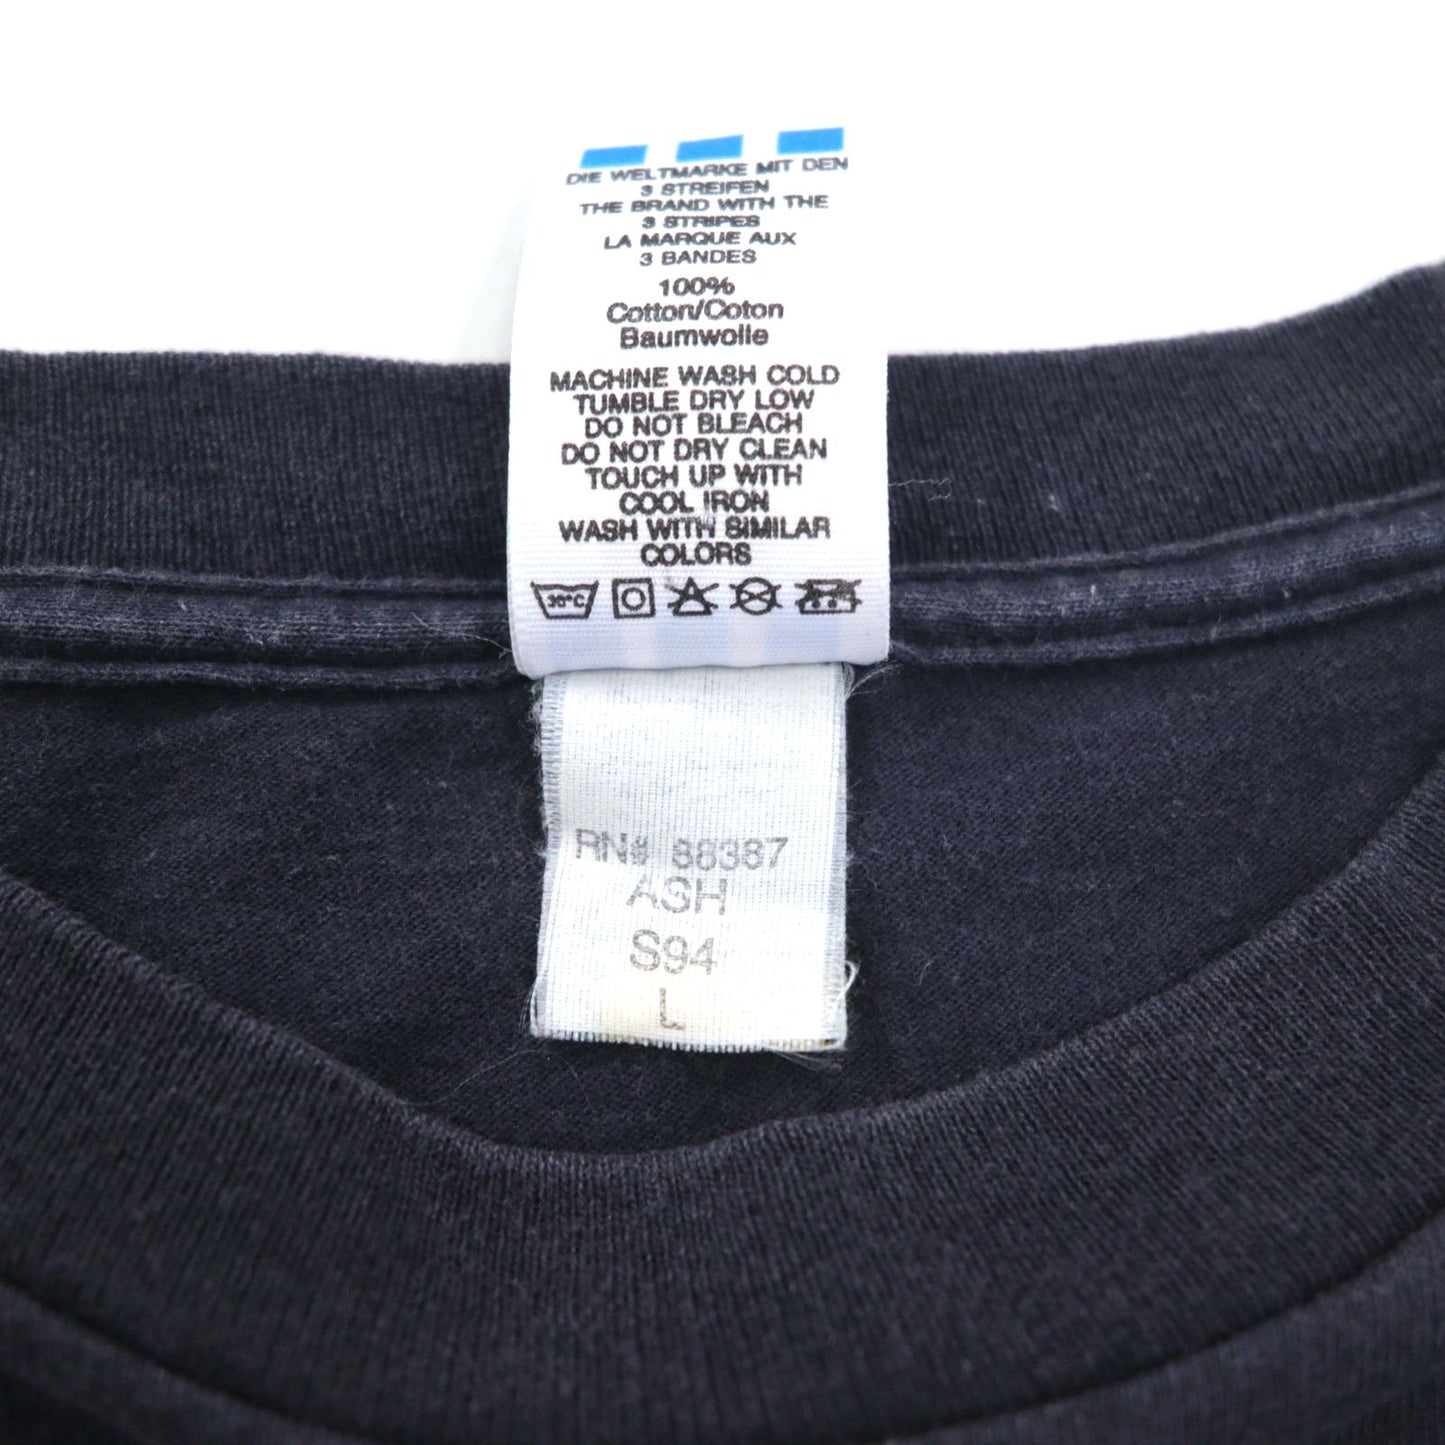 DIE WELTMARKE MIT DEN
3 STREIFEN
THE BRAND WITH THE
3 STRIPES
LA MARQUE AUX
3 BANDES
100%
Cotton/Coton
Baumwolle
MACHINE WASH COLD
TUMBLE DRY LOW
DO NOT BLEACH
DO NOT DRY CLEAN
TOUCH UP WITH
COOL IRON
WASH WITH SIMILAR
COLORS
30°C
RN# 88387
ASH
S94
L